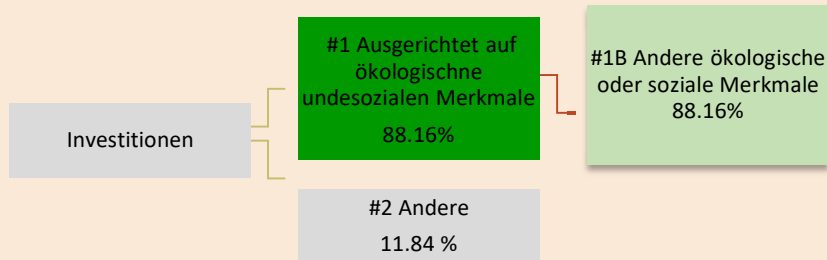 Investitionen
#1 Ausgerichtet auf
ökologischne
undesozialen Merkmale
88.16%
#1B Andere ökologische
oder soziale Merkmale
88.16%
#2 Andere
11.84 %